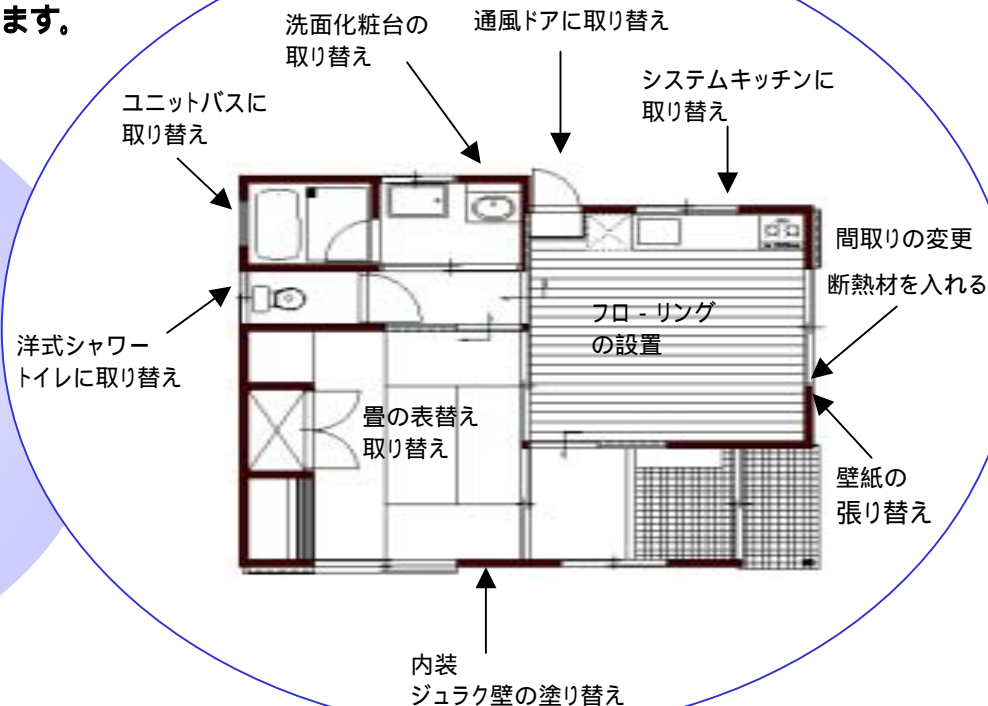 ます。
洗面化粧台の
取り替え
通風ドアに取り替え
システムキッチンに
取り替え
ユニットバスに
取り替え
間取りの変更
断熱材を入れる
フロ‐リング
の設置
洋式シャワー
トイレに取り替え
畳の表替え
取り替え
壁紙の
張り替え
内装
ジュラク壁の塗り替え